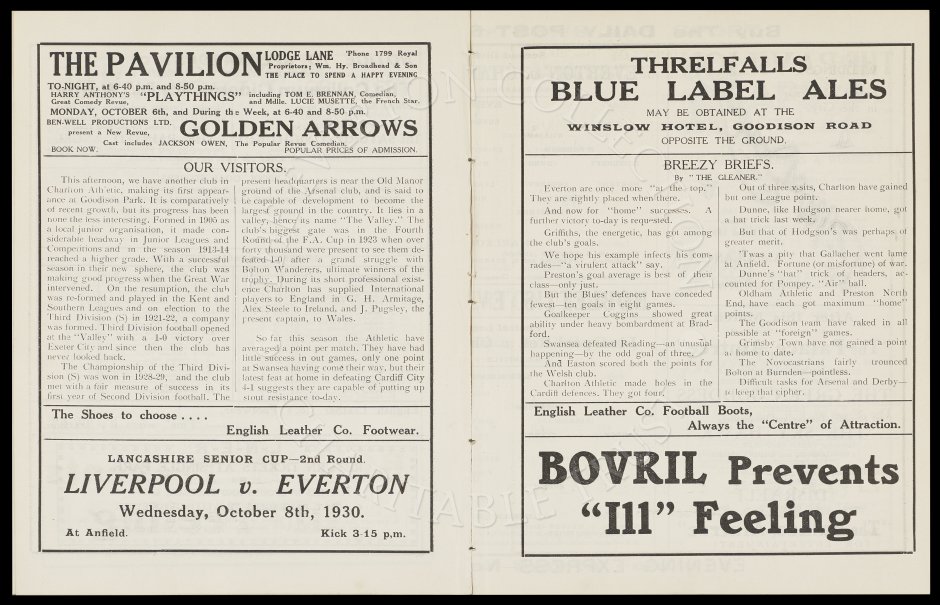 THE PAVILION
LODGE LANE 'Phone 1799 Royal
Proprietors; Wm. Hy. Broadhead & Son
THE PLACE TO SPEND A HAPPY EVENING
TO-NIGHT, at 6-40 p.m. and 8-50 p.m.
HARRY ANTHONY'S
Great Comedy Revue,
"PLAYTHINGS"
including TOM E. BRENNAN, Comedian,
and Mdlle. LUCIE MUSETTE, the French Star.
MONDAY, OCTOBER 6th, and During the Week, at 6-40 and 8-50 p.m.
BEN-WELL PRODUCTIONS LTD.
present a New Revue,
GOLDEN ARROWS
Cast includes JACKSON OWEN, The Popular Revue Comedian.
BOOK NOW. POPULAR PRICES OF ADMISSION.
OUR VISITORS.
This afternoon, we have another club in
Charlton Athletic, making its first appear-
ance at Goodison Park. It is comparatively
of recent growth, but its progress has been
none the less interesting. Formed in 1905 as
a local junior organisation, it made con-
siderable headway in Junior Leagues and
Competitions and in the season 1913-14
reached a higher grade. With a successful
season in their new sphere, the club was
making good progress when the Great War
intervened. On the resumption, the club
was re-formed and played in the Kent and
Southern Leagues and on election to the
Third Division (S) in 1921-22, a company
was formed. Third Division football opened
at the "Valley" with a 1-0 victory over
Exeter City and since then the club has
never looked back.
The Championship of the Third Divi-
sion (S) was won in 1928-29, and the club
met with a fair measure of success in its
first year of Second Division football. The
present headquarters is near the Old Manor
ground of the Arsenal club, and is said to
be capable of development to become the
largest ground in the country. It lies in a
valley, hence its name "The Valley." The
club's biggest gate was in the Fourth
Round of the F.A. Cup in 1923 when over
forty thousand were present to see them de-
feated 1-0 after a grand struggle with
Bolton Wanderers, ultimate winners of the
trophy. During its short professional exist-
ence Charlton has supplied International
players to England in G. H. Armitage,
Alex Steele to Ireland, and J. Pugsley, the
present captain, to Wales.
So far this season the Athletic have
averaged a point per match. They have had
little success in out games, only one point
at Swansea having come their way, but their
latest feat at home in defeating Cardiff City
4-1 suggests they are capable of putting up
stout resistance to-day.
The Shoes to choose . . . .
English Leather Co. Footwear.
LANCASHIRE SENIOR CUP—2nd Round.
LIVERPOOL v. EVERTON
Wednesday, October 8th, 1930.
At Anfield. Kick 3-15 p.m.
THRELFALLS
BLUE LABEL ALES
MAY BE OBTAINED AT THE
WINSLOW HOTEL, GOODISON ROAD
OPPOSITE THE GROUND.
BREEZY BRIEFS.
By "THE GLEANER."
Everton are once more "at the top."
They are rightly placed when there.
And now for "home" successes. A
further victory to-day is requested.
Griffiths, the energetic, has got among
the club's goals.
We hope his example infects his com-
rades—"a virulent attack" say.
Preston's goal average is best of their
class—only just.
But the Blues' defences have conceded
fewest—ten goals in eight games.
Goalkeeper Coggins showed great
ability under heavy bombardment at Brad-
ford.
Swansea defeated Reading—an unusual
happening—by the odd goal of three.
And Easton scored both the points for
the Welsh club.
Charlton Athletic made holes in the
Cardiff defences. They got four.
Out of three visits, Charlton have gained
but one League point.
Dunne, like Hodgson nearer home, got
a hat trick last week.
But that of Hodgson's was perhaps of
greater merit.
'Twas a pity that Gallacher went lame
at Anfield. Fortune (or misfortune) of war.
Dunne's "bat" trick of headers, ac-
counted for Pompey. "Air" ball.
Oldham Athletic and Preston North
End, have each got maximum "home"
points.
The Goodison team have raked in all
possible at "foreign" games.
Grimsby Town have not gained a point
at home to date.
The Novocastrians fairly trounced
Bolton at Burnden—pointless.
Difficult tasks for Arsenal and Derby—
to keep that cipher.
English Leather Co. Football Boots,
Always the "Centre" of Attraction.
BOVRIL Prevents
"Ill" Feeling